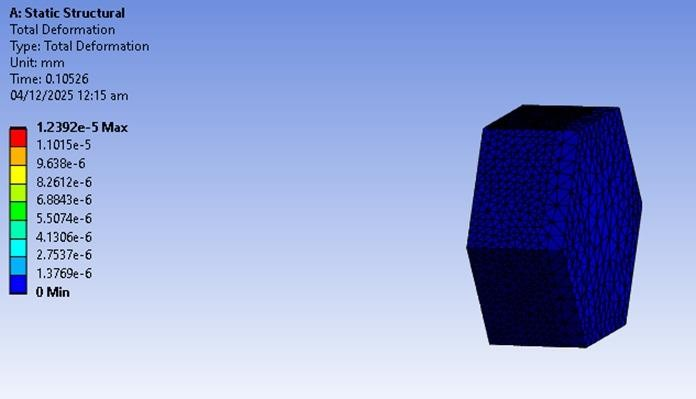 A: Static Structural
Total Deformation
Type: Total Deformation
Unit: mm
Time: 0.10526
04/12/2025 12:15 am
1.2392e-5 Max
1.1015e-5
9.638e-6
8.2612e-6
6.8843e-6
5.5074e-6
4.1306e-6
2.7537e-6
1.3769e-6
0 Min